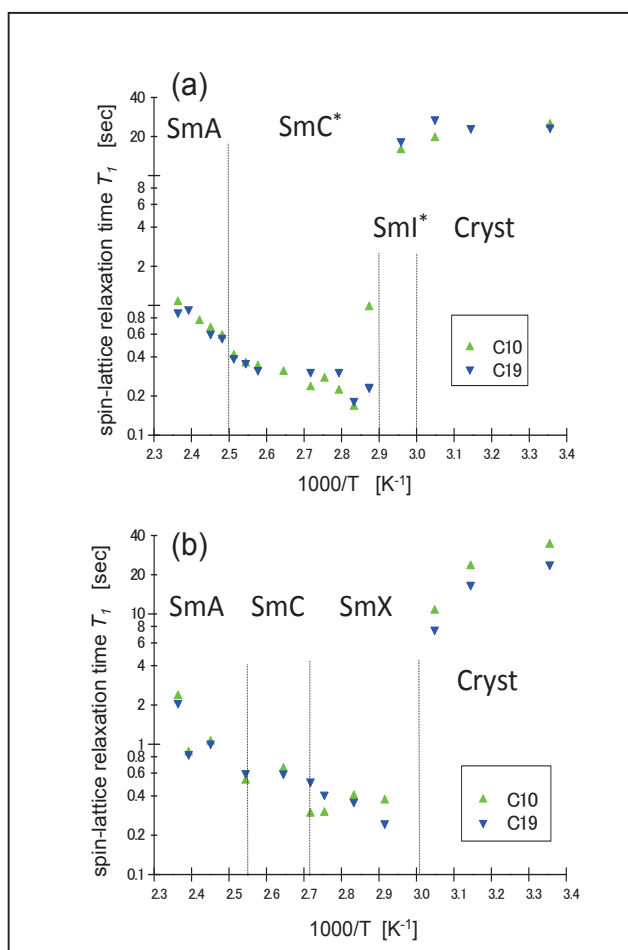 (a)
SmA
SmC*
SmI*
Cryst
spin-lattice relaxation time T1 [sec]
40
20
8
6
4
2
0.8
0.6
0.4
0.2
0.1
C10
C19
2.3 2.4 2.5 2.6 2.7 2.8 2.9 3.0 3.1 3.2 3.3 3.4
1000/T [K-1]
(b)
SmA
SmC
SmX
Cryst
spin-lattice relaxation time T1 [sec]
40
20
10
8
6
4
2
1
0.8
0.6
0.4
0.2
0.1
C10
C19
2.3 2.4 2.5 2.6 2.7 2.8 2.9 3.0 3.1 3.2 3.3 3.4
1000/T [K-1]